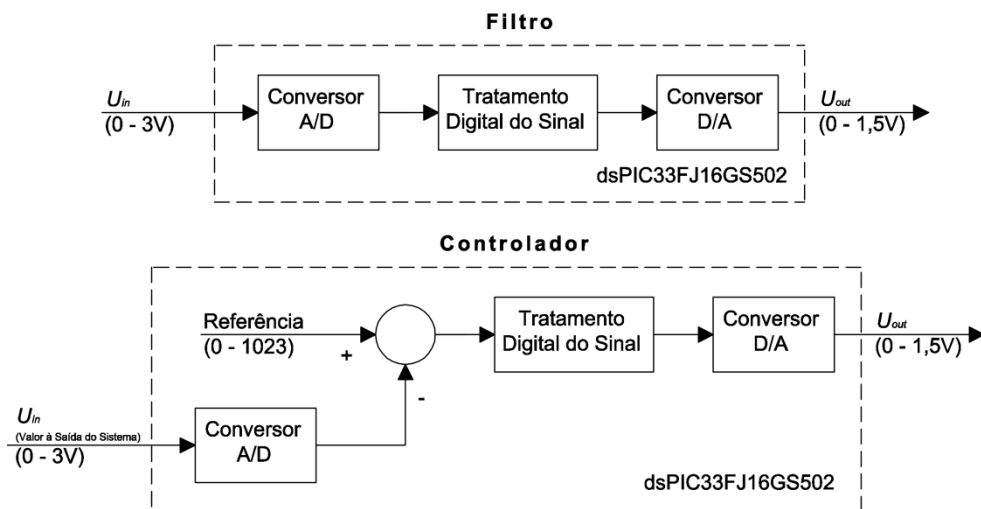 Filtro
Uin
(0 - 3V)
Conversor
A/D
Tratamento
Digital do Sinal
Conversor
D/A
Uout
(0 - 1,5V)
dsPIC33FJ16GS502
Controlador
Referência
(0 - 1023)
+
-
Tratamento
Digital do Sinal
Conversor
D/A
Uout
(0 - 1,5V)
Uin
(Valor à Saída do Sistema)
(0 - 3V)
Conversor
A/D
dsPIC33FJ16GS502